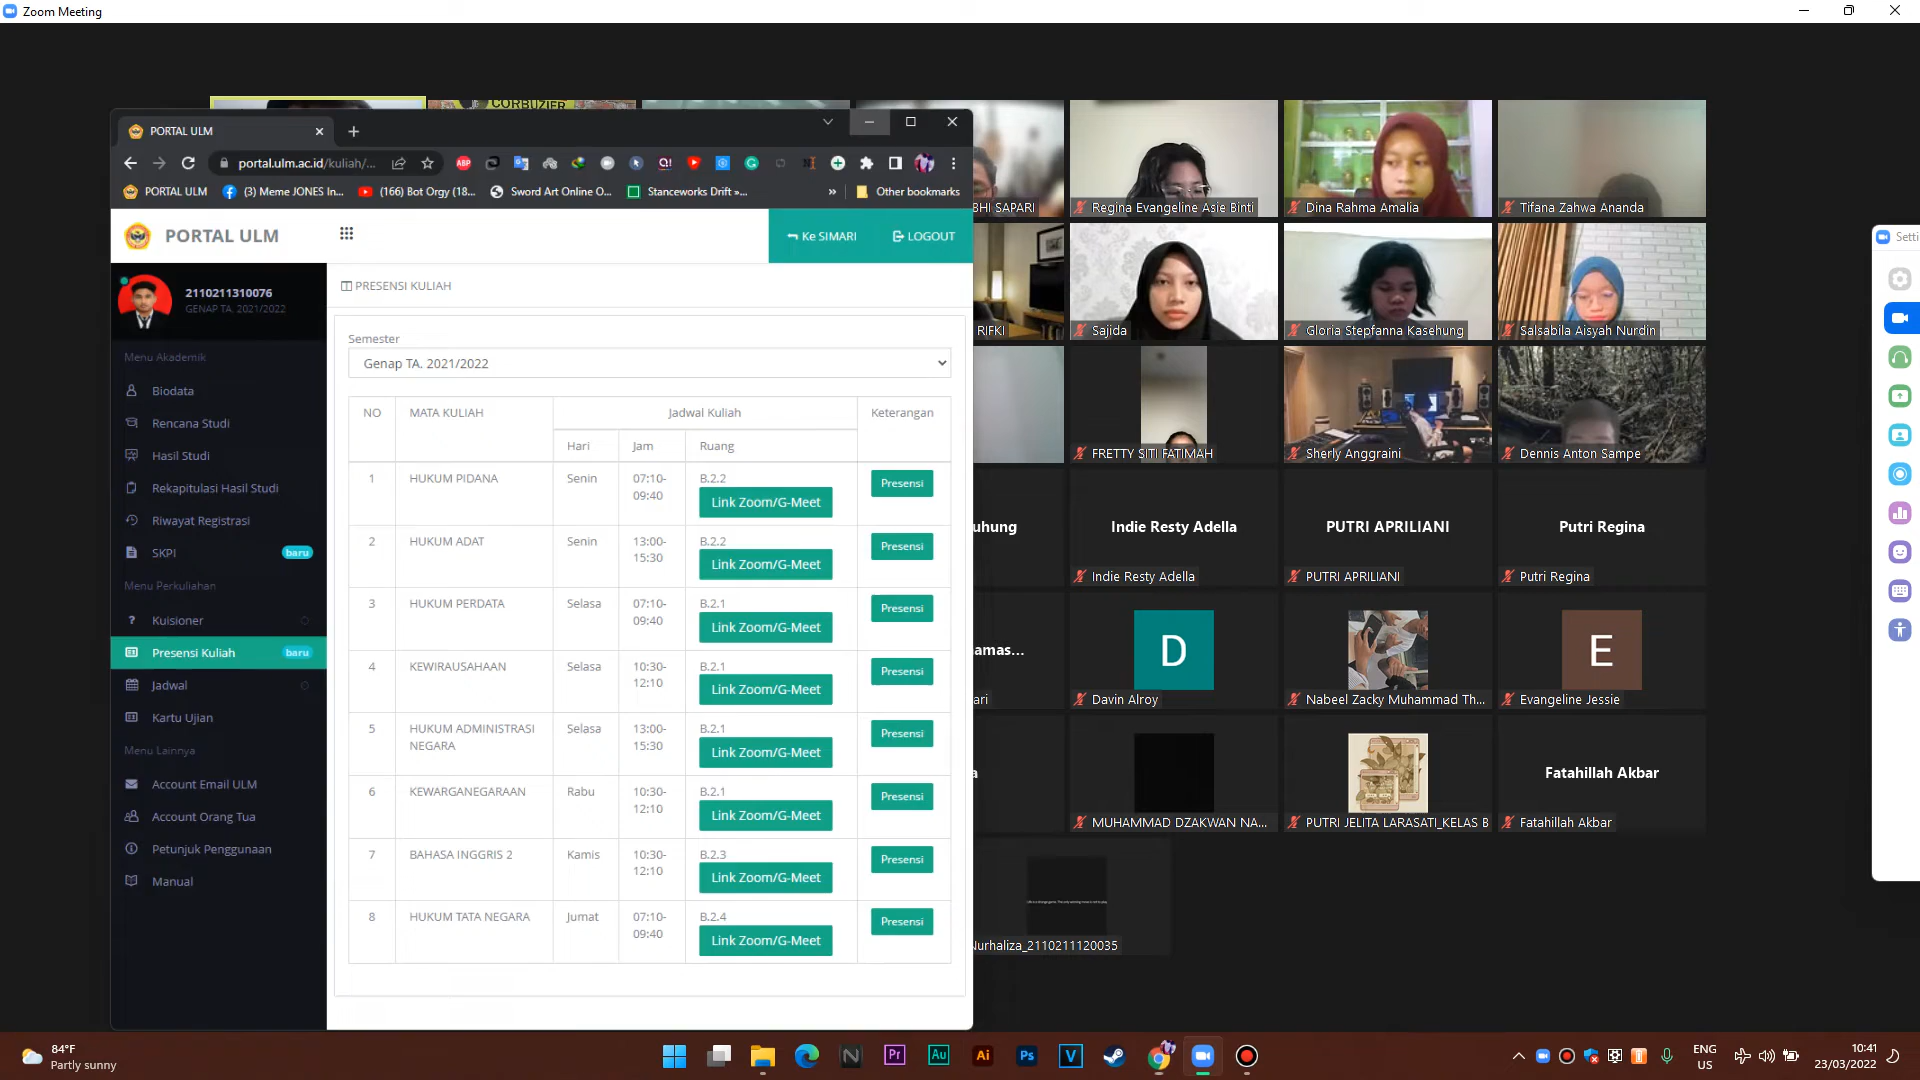 Zoom Meeting
CORBUZIER
PORTAL ULM
portal.ulm.ac.id/kuliah/...
PORTAL ULM
(3) Meme JONES In...
(166) Bot Orgy (18...
Sword Art Online O...
Stanceworks Drift »...
»
Other bookmarks
PORTAL ULM
Ke SIMARI
LOGOUT
2110211310076
GENAP TA. 2021/2022
Menu Akademik
Biodata
Rencana Studi
Hasil Studi
Rekapitulasi Hasil Studi
Riwayat Registrasi
SKPI baru
Menu Perkuliahan
Kuisioner
Presensi Kuliah baru
Jadwal
Kartu Ujian
Menu Lainnya
Account Email ULM
Account Orang Tua
Petunjuk Penggunaan
Manual
PRESENSI KULIAH
Semester
Genap TA. 2021/2022
NO MATA KULIAH Jadwal Kuliah Keterangan
Hari Jam Ruang
1 HUKUM PIDANA Senin 07:10-09:40 B.2.2 Link Zoom/G-Meet Presensi
2 HUKUM ADAT Senin 13:00-15:30 B.2.2 Link Zoom/G-Meet Presensi
3 HUKUM PERDATA Selasa 07:10-09:40 B.2.1 Link Zoom/G-Meet Presensi
4 KEWIRAUSAHAAN Selasa 10:30-12:10 B.2.1 Link Zoom/G-Meet Presensi
5 HUKUM ADMINISTRASI NEGARA Selasa 13:00-15:30 B.2.1 Link Zoom/G-Meet Presensi
6 KEWARGANEGARAAN Rabu 10:30-12:10 B.2.1 Link Zoom/G-Meet Presensi
7 BAHASA INGGRIS 2 Kamis 10:30-12:10 B.2.3 Link Zoom/G-Meet Presensi
8 HUKUM TATA NEGARA Jumat 07:10-09:40 B.2.4 Link Zoom/G-Meet Presensi
BHI SAPARI
Regina Evangeline Asie Binti
Dina Rahma Amalia
Tifana Zahwa Ananda
RIFKI
Sajida
Gloria Stepfanna Kasehung
Salsabila Aisyah Nurdin
FRETTY SITI FATIMAH
Sherly Anggraini
Dennis Anton Sampe
uhung
Indie Resty Adella
PUTRI APRILIANI
Putri Regina
Indie Resty Adella
PUTRI APRILIANI
Putri Regina
amas...
D
E
ari
Davin Alroy
Nabeel Zacky Muhammad Th...
Evangeline Jessie
a
Fatahillah Akbar
MUHAMMAD DZAKWAN NA...
PUTRI JELITA LARASATI_KELAS B
Fatahillah Akbar
Nurhaliza_2110211120035
Setti
84°F
Partly sunny
Pr
Au
Ai
Ps
V
ENG
US
10:41
23/03/2022